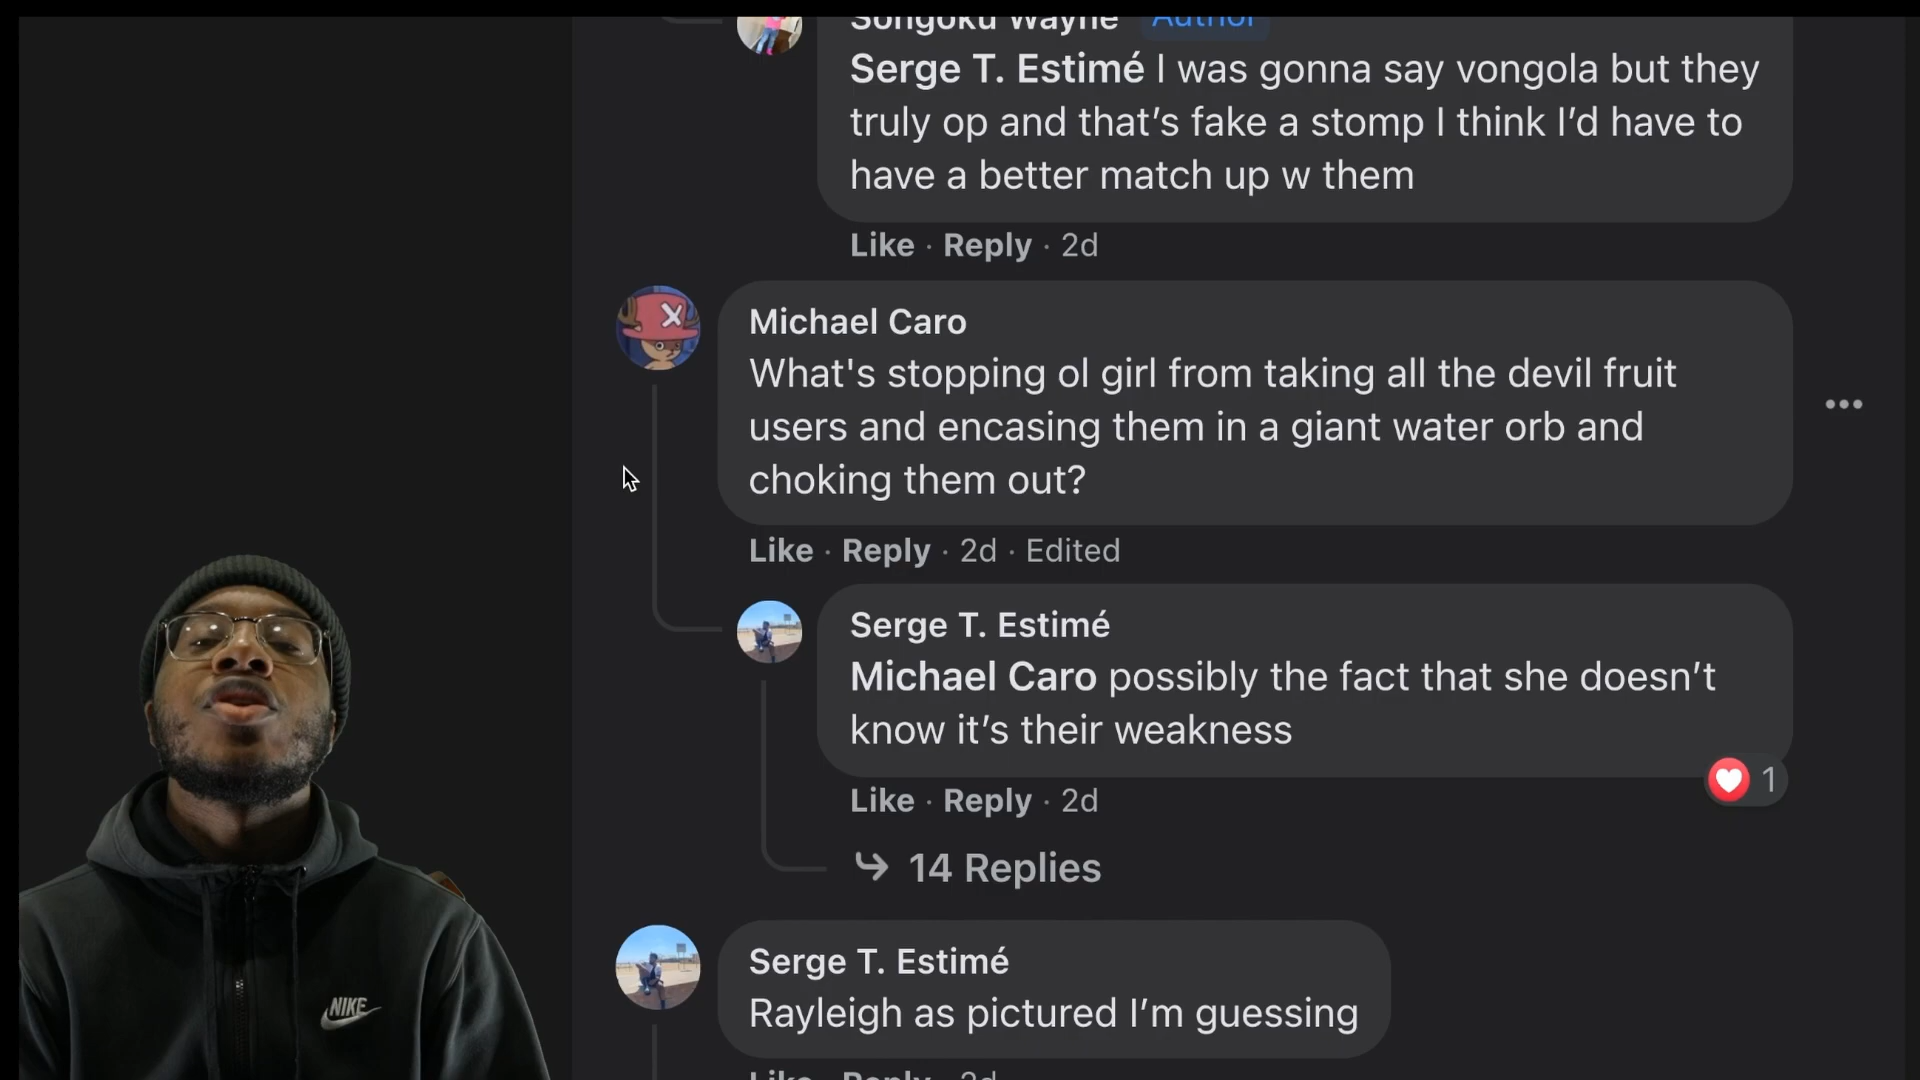 Songoku Wayne Author
Serge T. Estimé I was gonna say vongola but they
truly op and that’s fake a stomp I think I’d have to
have a better match up w them
Like · Reply · 2d
Michael Caro
What's stopping ol girl from taking all the devil fruit
users and encasing them in a giant water orb and
choking them out?
Like · Reply · 2d · Edited
Serge T. Estimé
Michael Caro possibly the fact that she doesn’t
know it’s their weakness
1
Like · Reply · 2d
14 Replies
Serge T. Estimé
Rayleigh as pictured I’m guessing
Like Reply 2d
NIKE